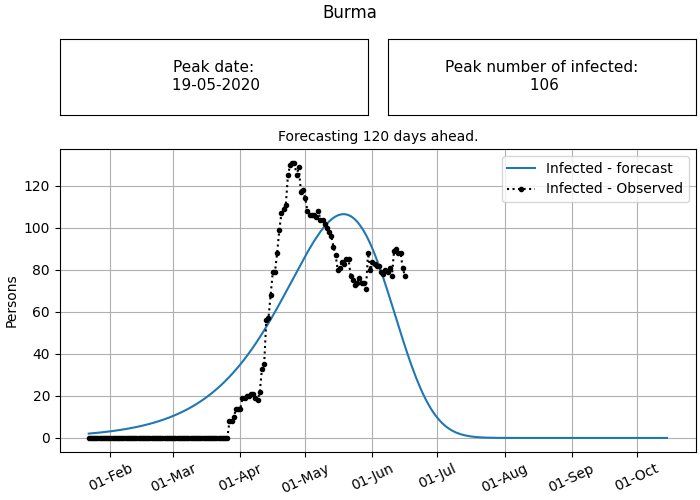 Burma
Peak date:
19-05-2020
Peak number of infected:
106
Forecasting 120 days ahead.
Infected - forecast
Infected - Observed
Persons
120
100
80
60
40
20
0
01-Feb
01-Mar
01-Apr
01-May
01-Jun
01-Jul
01-Aug
01-Sep
01-Oct